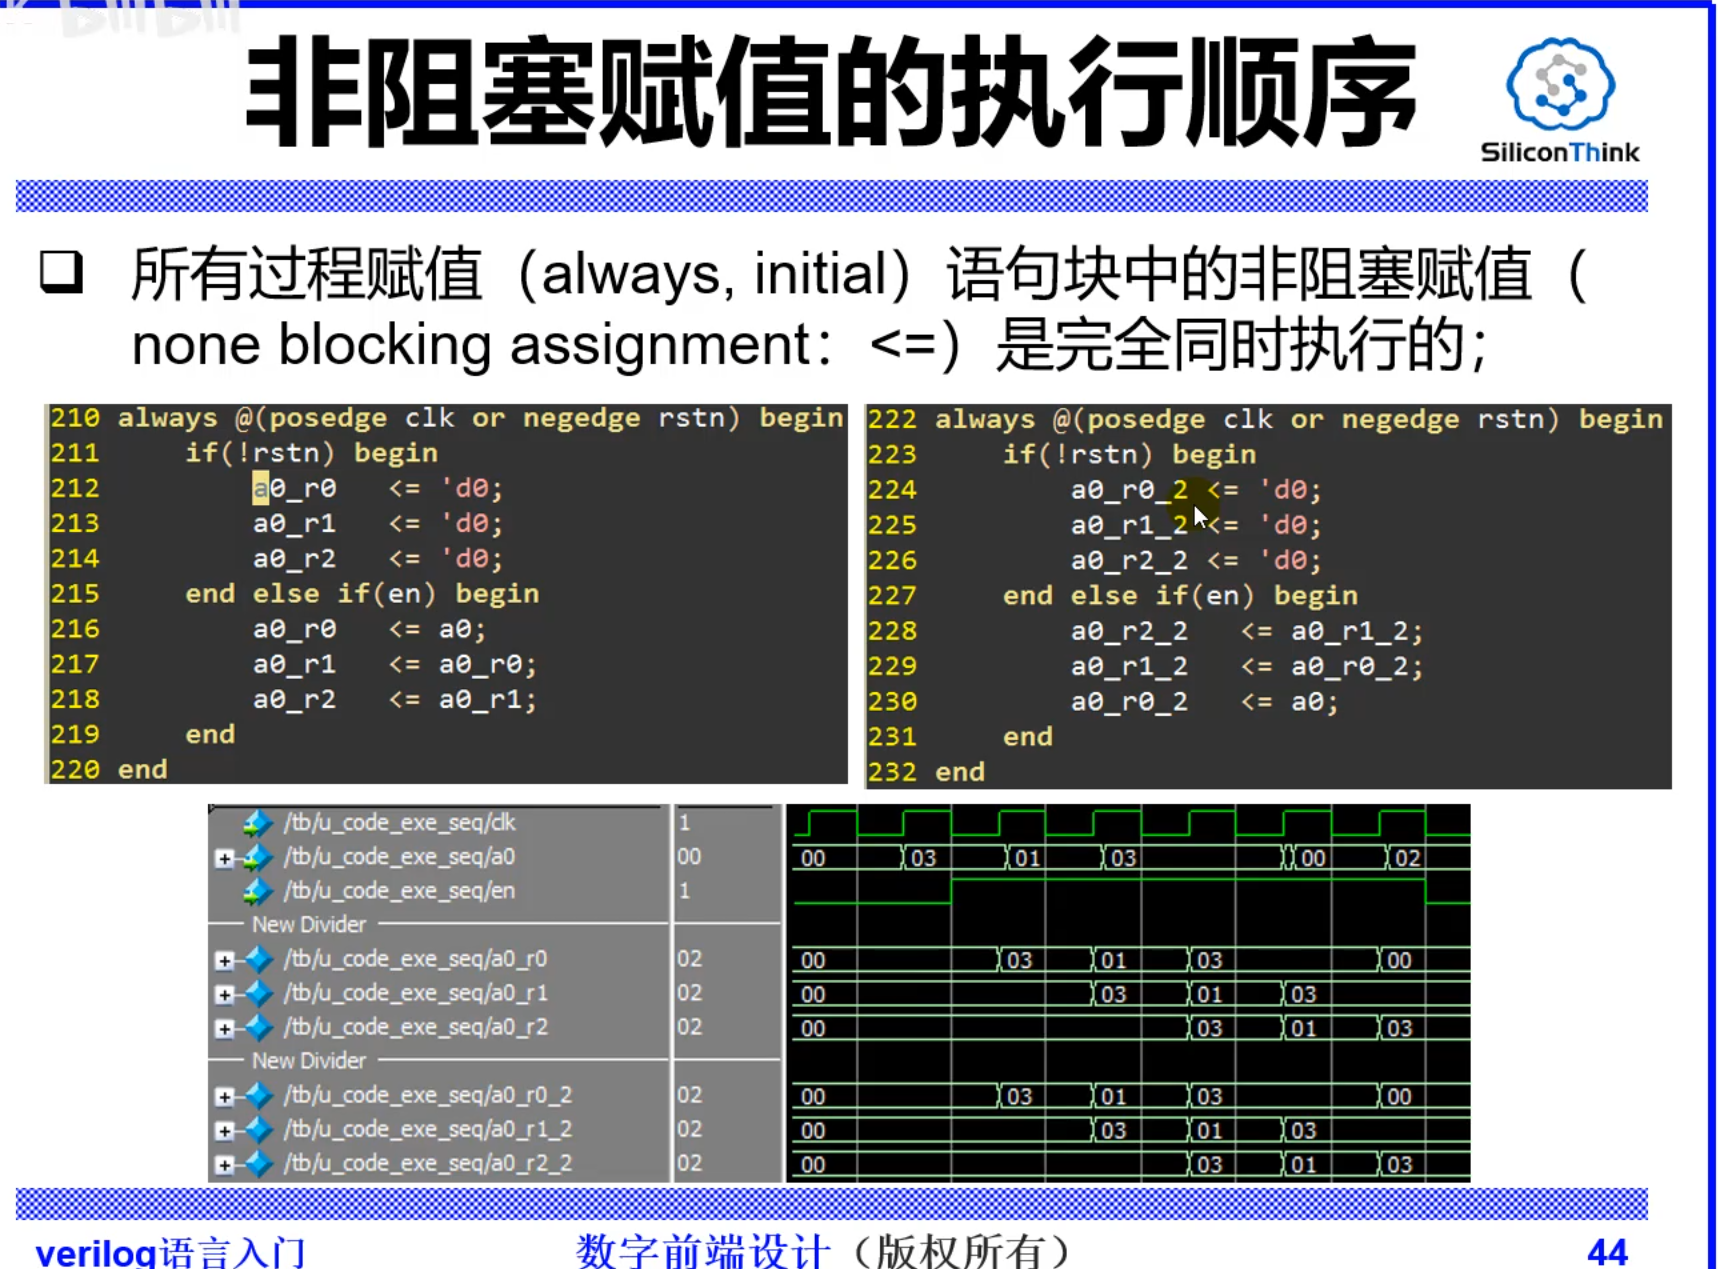 非阻塞赋值的执行顺序
SiliconThink
所有过程赋值（always, initial）语句块中的非阻塞赋值（
none blocking assignment：<=）是完全同时执行的；
210 always @(posedge clk or negedge rstn) begin
211 if(!rstn) begin
212 a0_r0 <= 'd0;
213 a0_r1 <= 'd0;
214 a0_r2 <= 'd0;
215 end else if(en) begin
216 a0_r0 <= a0;
217 a0_r1 <= a0_r0;
218 a0_r2 <= a0_r1;
219 end
220 end
222 always @(posedge clk or negedge rstn) begin
223 if(!rstn) begin
224 a0_r0_2 <= 'd0;
225 a0_r1_2 <= 'd0;
226 a0_r2_2 <= 'd0;
227 end else if(en) begin
228 a0_r2_2 <= a0_r1_2;
229 a0_r1_2 <= a0_r0_2;
230 a0_r0_2 <= a0;
231 end
232 end
/tb/u_code_exe_seq/clk 1
/tb/u_code_exe_seq/a0 00 00 03 01 03 00 02
/tb/u_code_exe_seq/en 1
New Divider
/tb/u_code_exe_seq/a0_r0 02 00 03 01 03 00
/tb/u_code_exe_seq/a0_r1 02 00 03 01 03
/tb/u_code_exe_seq/a0_r2 02 00 03 01 03
New Divider
/tb/u_code_exe_seq/a0_r0_2 02 00 03 01 03 00
/tb/u_code_exe_seq/a0_r1_2 02 00 03 01 03
/tb/u_code_exe_seq/a0_r2_2 02 00 03 01 03
verilog语言入门 数字前端设计（版权所有） 44